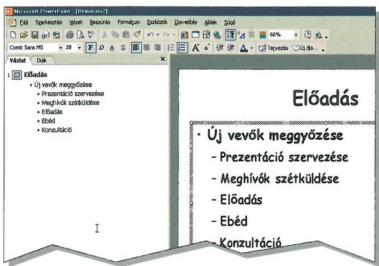 Microsoft PowerPoint - [Bemutató2]
Fájl Szerkesztés Nézet Beszúrás Formátum Eszközök Diavetítés Ablak Súgó
66%
Comic Sans MS 28 F D A S Tervezés Új dia...
Vázlat Diák
1 Előadás
• Új vevők meggyőzése
• Prezentáció szervezése
• Meghívók szétküldése
• Előadás
• Ebéd
• Konzultáció
Előadás
• Új vevők meggyőzése
– Prezentáció szervezése
– Meghívók szétküldése
– Előadás
– Ebéd
– Konzultáció